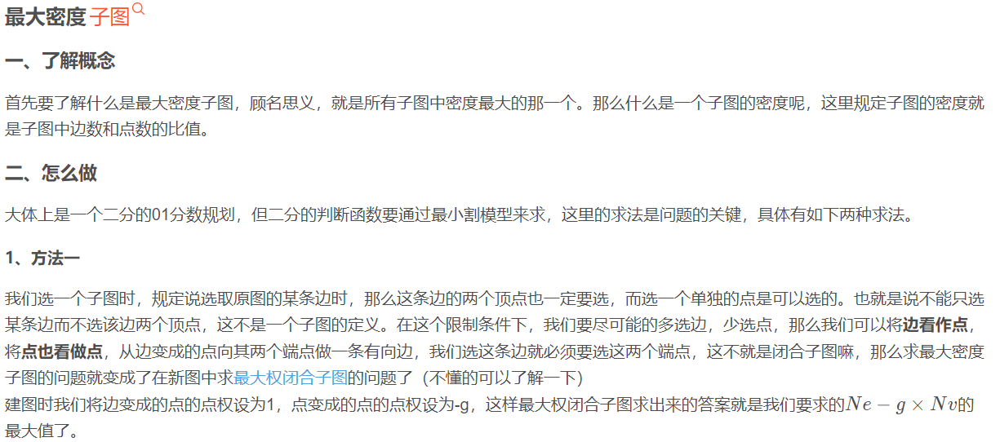 最大密度子图
一、了解概念
首先要了解什么是最大密度子图，顾名思义，就是所有子图中密度最大的那一个。那么什么是一个子图的密度呢，这里规定子图的密度就
是子图中边数和点数的比值。
二、怎么做
大体上是一个二分的01分数规划，但二分的判断函数要通过最小割模型来求，这里的求法是问题的关键，具体有如下两种求法。
1、方法一
我们选一个子图时，规定说选取原图的某条边时，那么这条边的两个顶点也一定要选，而选一个单独的点是可以选的。也就是说不能只选
某条边而不选该边两个顶点，这不是一个子图的定义。在这个限制条件下，我们要尽可能的多选边，少选点，那么我们可以将边看作点，
将点也看做点，从边变成的点向其两个端点做一条有向边，我们选这条边就必须要选这两个端点，这不就是闭合子图嘛，那么求最大密度
子图的问题就变成了在新图中求最大权闭合子图的问题了（不懂的可以了解一下）
建图时我们将边变成的点的点权设为1，点变成的点的点权设为-g，这样最大权闭合子图求出来的答案就是我们要求的Ne − g × Nv的
最大值了。